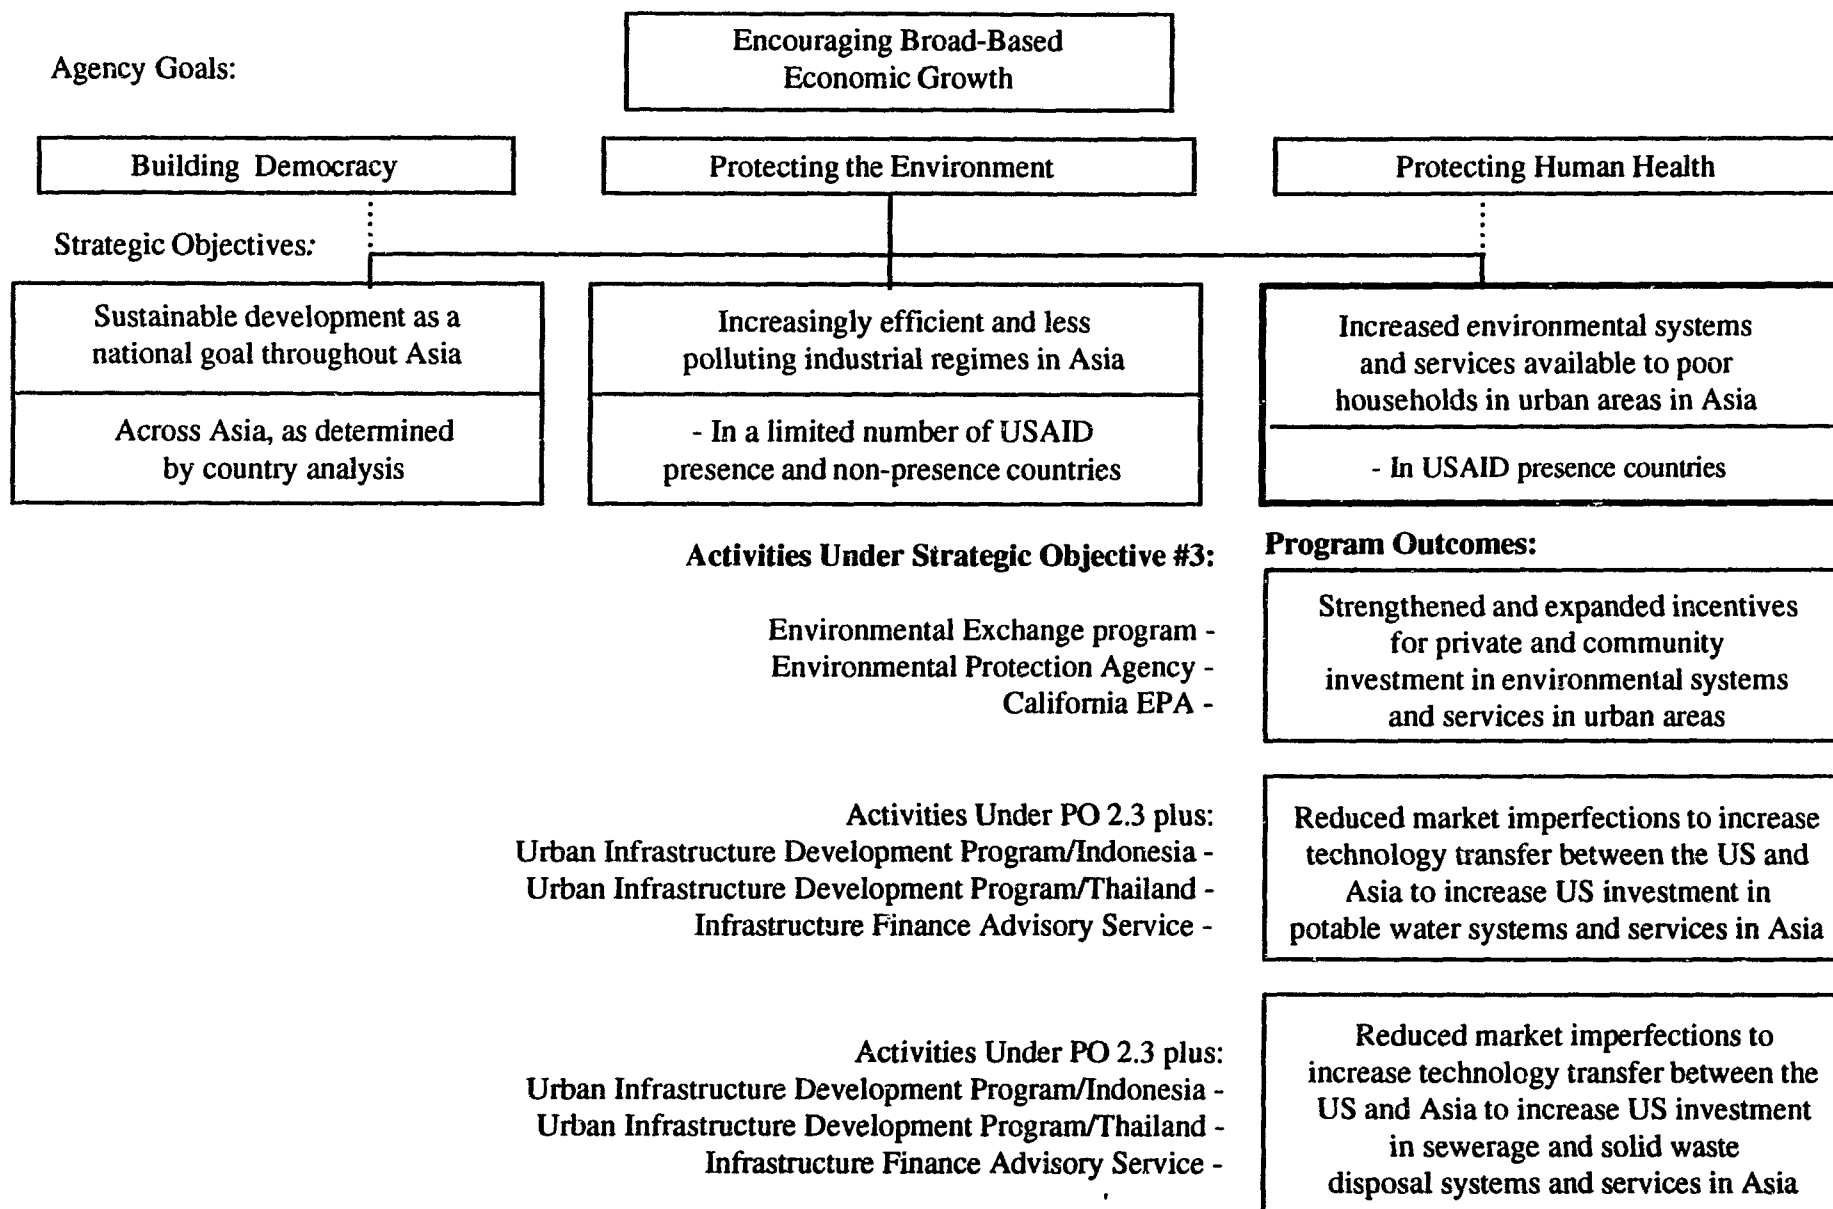 Agency Goals:
Encouraging Broad-Based
Economic Growth
Building Democracy
Protecting the Environment
Protecting Human Health
Strategic Objectives:
Sustainable development as a
national goal throughout Asia
Across Asia, as determined
by country analysis
Increasingly efficient and less
polluting industrial regimes in Asia
- In a limited number of USAID
presence and non-presence countries
Increased environmental systems
and services available to poor
households in urban areas in Asia
- In USAID presence countries
Activities Under Strategic Objective #3:
Program Outcomes:
Environmental Exchange program -
Environmental Protection Agency -
California EPA -
Strengthened and expanded incentives
for private and community
investment in environmental systems
and services in urban areas
Activities Under PO 2.3 plus:
Urban Infrastructure Development Program/Indonesia -
Urban Infrastructure Development Program/Thailand -
Infrastructure Finance Advisory Service -
Reduced market imperfections to increase
technology transfer between the US and
Asia to increase US investment in
potable water systems and services in Asia
Activities Under PO 2.3 plus:
Urban Infrastructure Development Program/Indonesia -
Urban Infrastructure Development Program/Thailand -
Infrastructure Finance Advisory Service -
Reduced market imperfections to
increase technology transfer between the
US and Asia to increase US investment
in sewerage and solid waste
disposal systems and services in Asia